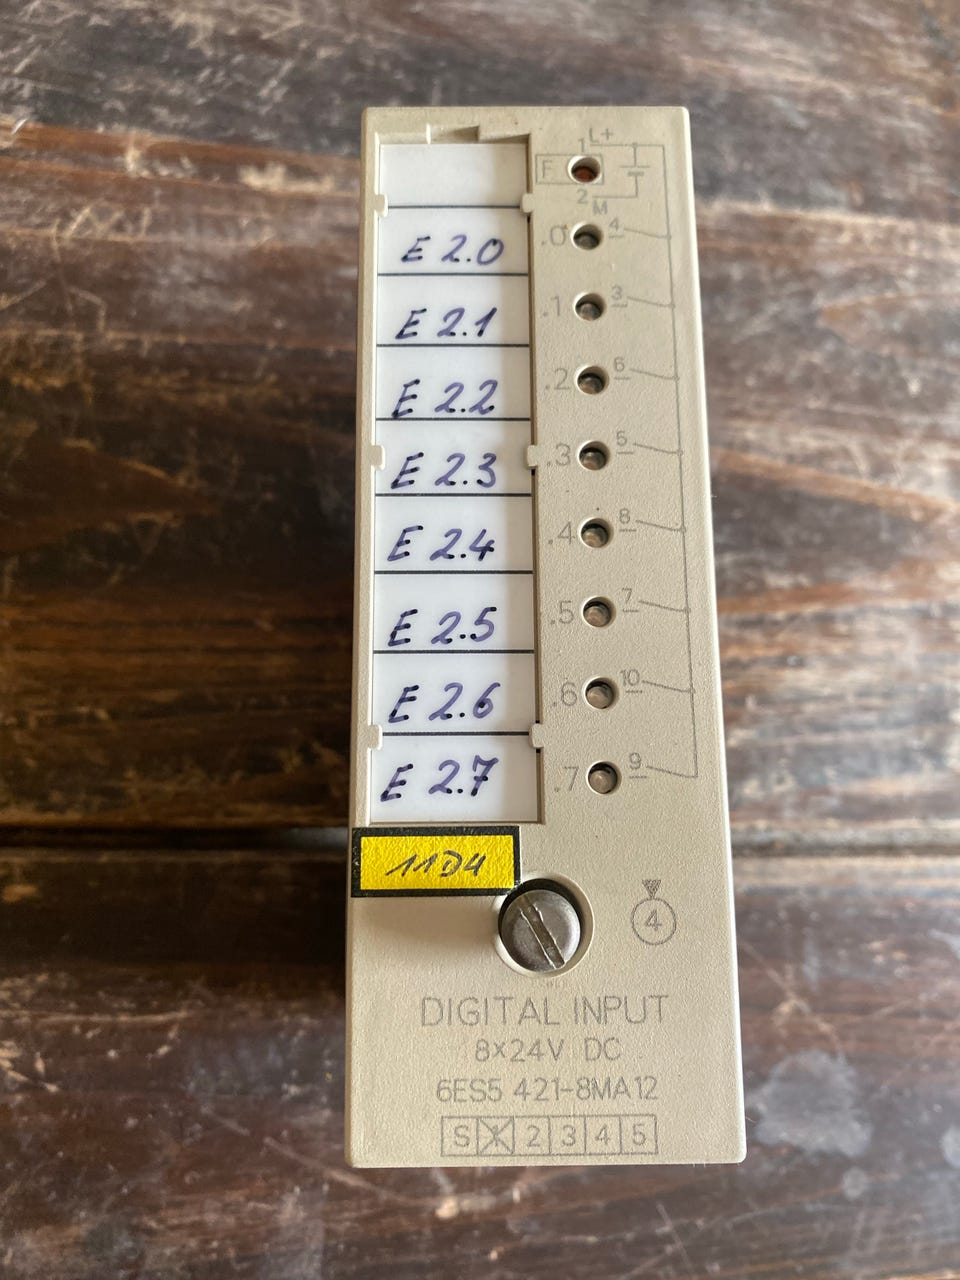 L+
1
F
2
M
E 2.0 .0 4
E 2.1 .1 3
E 2.2 .2 6
E 2.3 .3 5
E 2.4 .4 8
E 2.5 .5 7
E 2.6 .6 10
E 2.7 .7 9
11D4
4
DIGITAL INPUT
8×24V DC
6ES5 421-8MA12
S 1 2 3 4 5